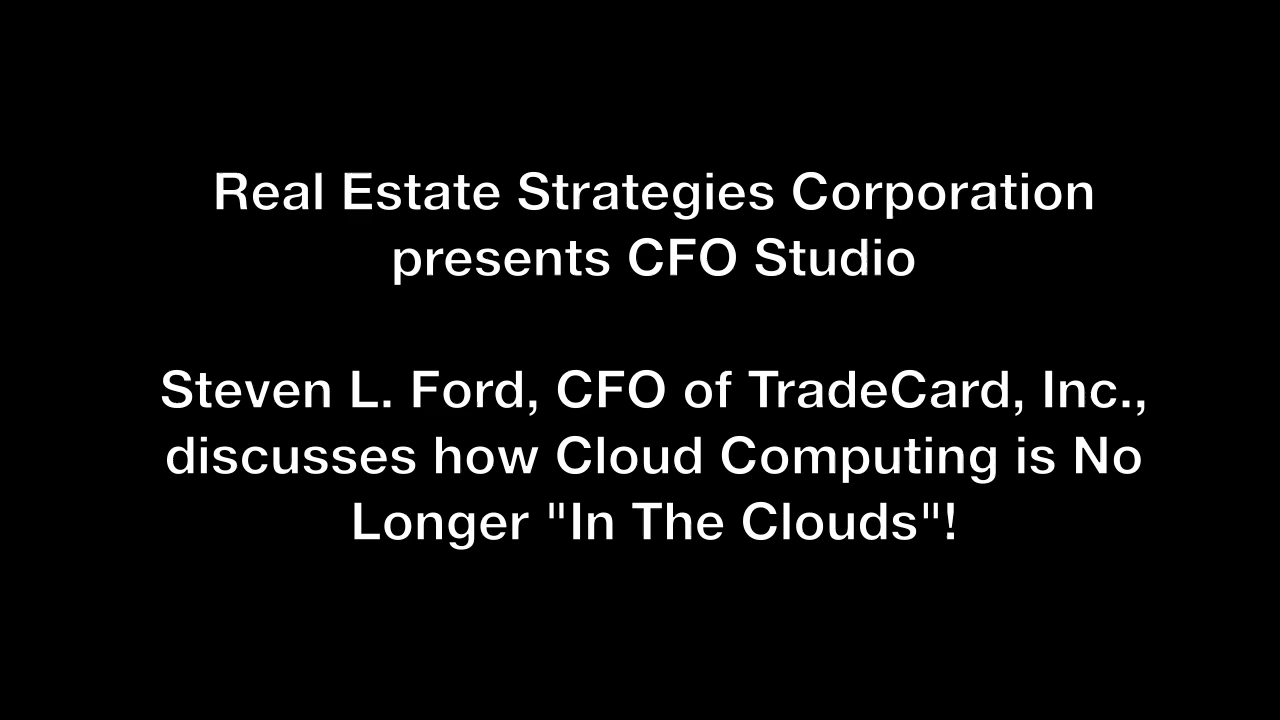 Real Estate Strategies Corporation
presents CFO Studio
Steven L. Ford, CFO of TradeCard, Inc.,
discusses how Cloud Computing is No
Longer "In The Clouds"!